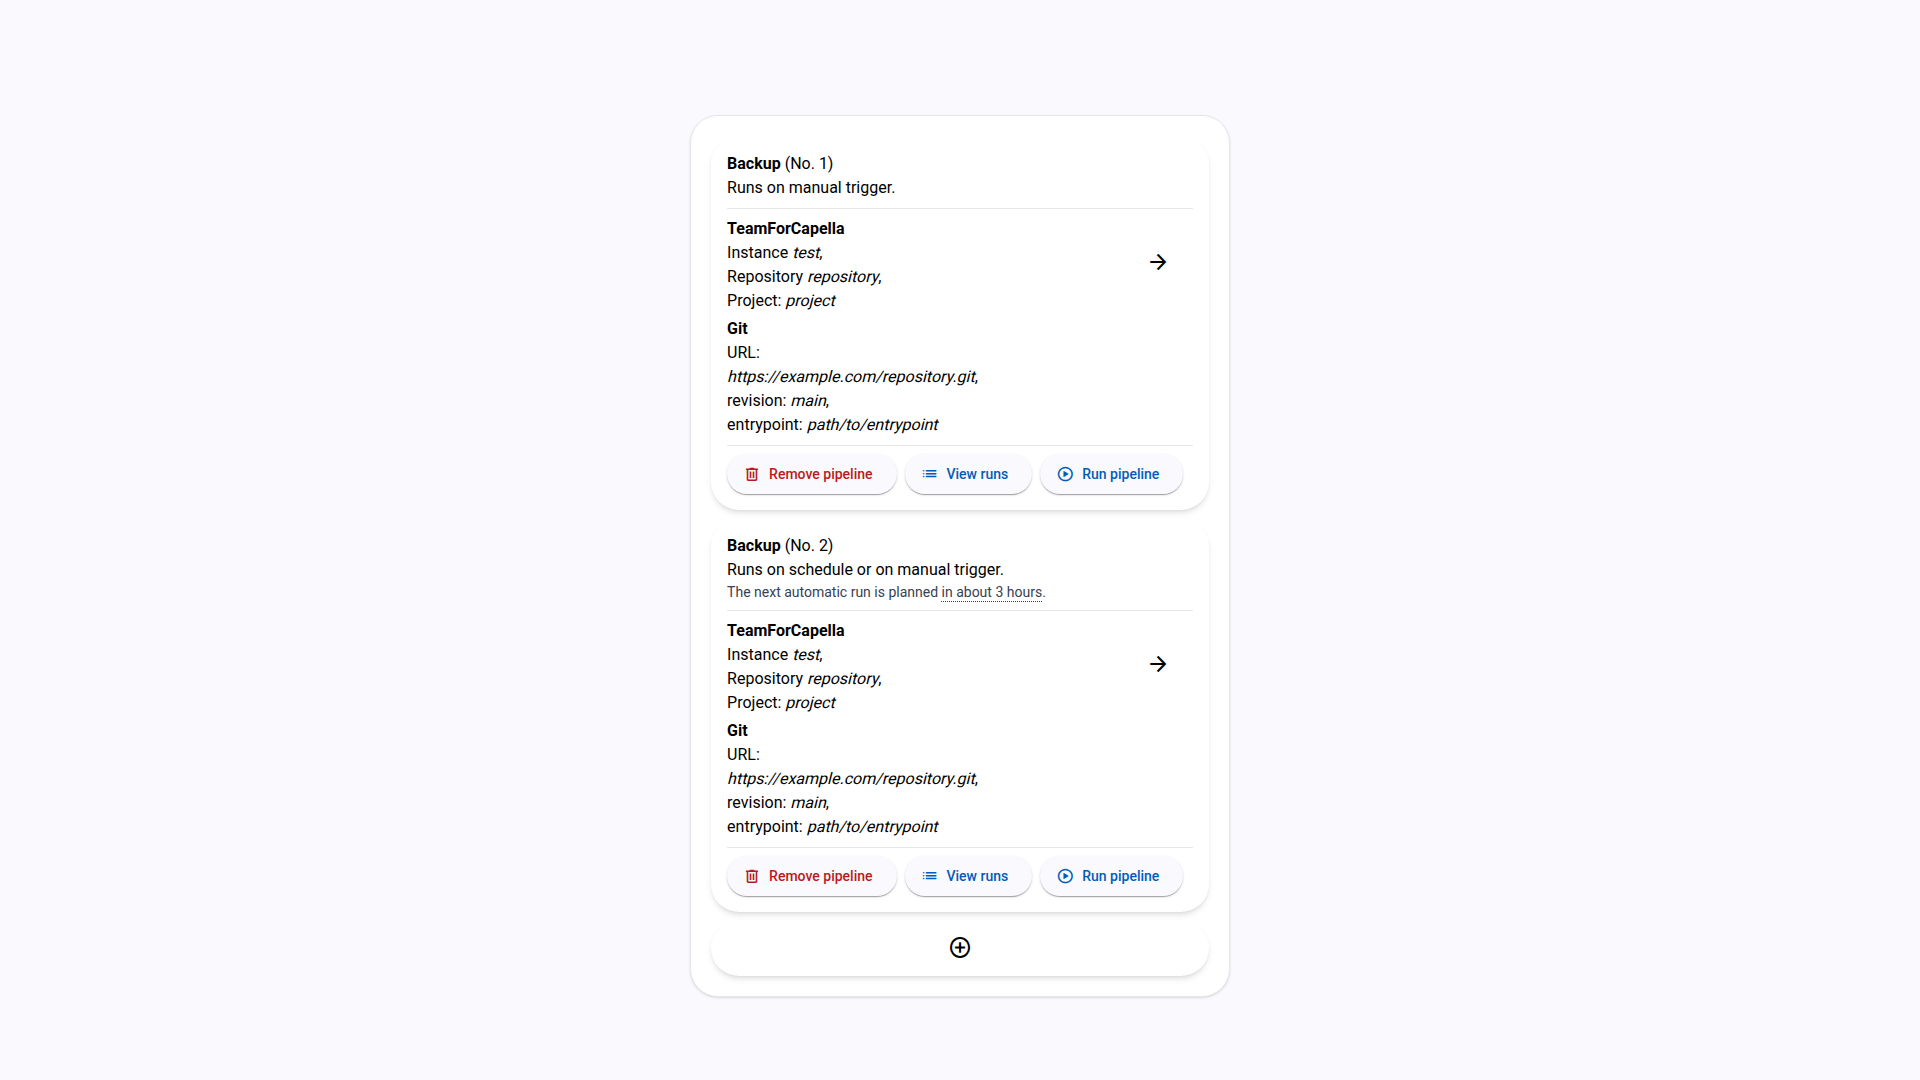 Backup (No. 1)
Runs on manual trigger.
TeamForCapella
Instance test,
Repository repository,
Project: project
Git
URL:
https://example.com/repository.git,
revision: main,
entrypoint: path/to/entrypoint
Remove pipeline View runs Run pipeline
Backup (No. 2)
Runs on schedule or on manual trigger.
The next automatic run is planned in about 3 hours.
TeamForCapella
Instance test,
Repository repository,
Project: project
Git
URL:
https://example.com/repository.git,
revision: main,
entrypoint: path/to/entrypoint
Remove pipeline View runs Run pipeline